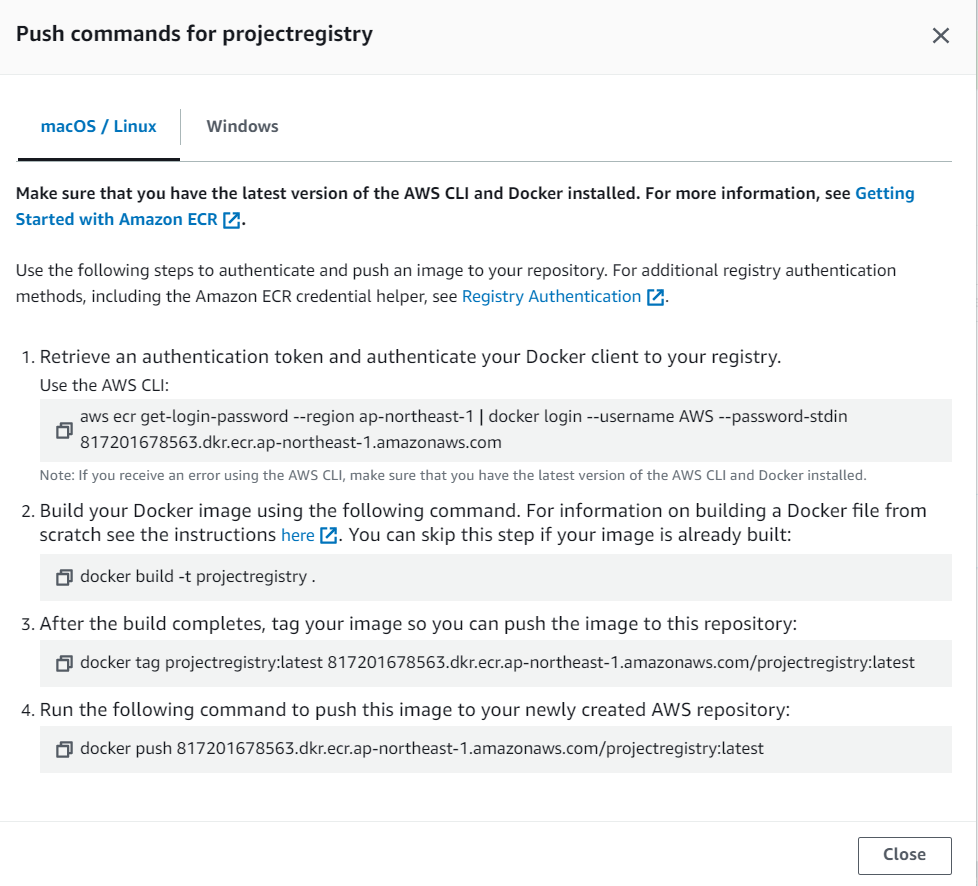 Push commands for projectregistry
macOS / Linux
Windows
Make sure that you have the latest version of the AWS CLI and Docker installed. For more information, see Getting
Started with Amazon ECR.
Use the following steps to authenticate and push an image to your repository. For additional registry authentication
methods, including the Amazon ECR credential helper, see Registry Authentication.
1. Retrieve an authentication token and authenticate your Docker client to your registry.
Use the AWS CLI:
aws ecr get-login-password --region ap-northeast-1 | docker login --username AWS --password-stdin
817201678563.dkr.ecr.ap-northeast-1.amazonaws.com
Note: If you receive an error using the AWS CLI, make sure that you have the latest version of the AWS CLI and Docker installed.
2. Build your Docker image using the following command. For information on building a Docker file from
scratch see the instructions here. You can skip this step if your image is already built:
docker build -t projectregistry .
3. After the build completes, tag your image so you can push the image to this repository:
docker tag projectregistry:latest 817201678563.dkr.ecr.ap-northeast-1.amazonaws.com/projectregistry:latest
4. Run the following command to push this image to your newly created AWS repository:
docker push 817201678563.dkr.ecr.ap-northeast-1.amazonaws.com/projectregistry:latest
Close